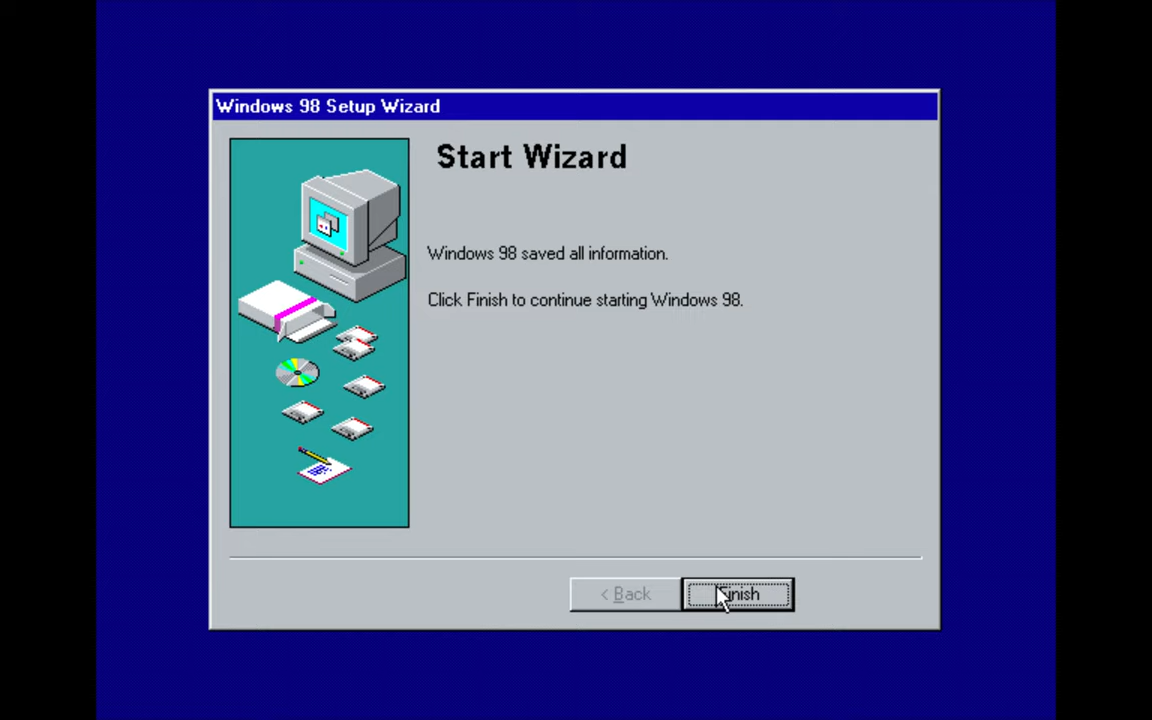 Windows 98 Setup Wizard
Start Wizard
Windows 98 saved all information.
Click Finish to continue starting Windows 98.
< Back
Finish